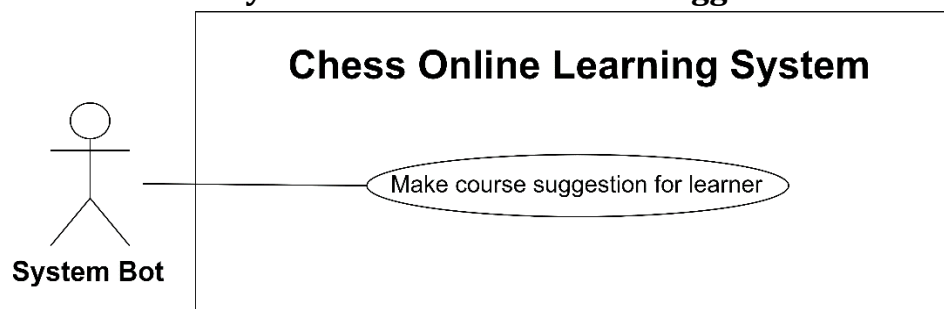 Chess Online Learning System
Make course suggestion for learner
System Bot